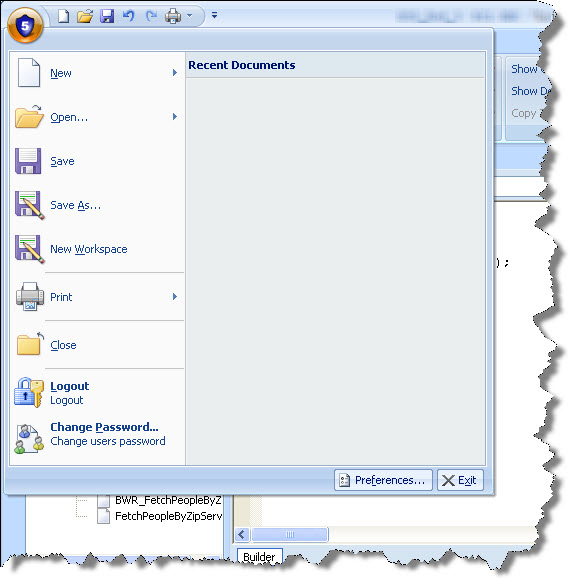 5
Recent Documents
New
Open...
Save
Save As...
New Workspace
Print
Close
Logout
Logout
Change Password...
Change users password
Preferences...
Exit
Show
Show De
Copy
);
BWR_FetchPeopleByZ
FetchPeopleByZipServ
Builder